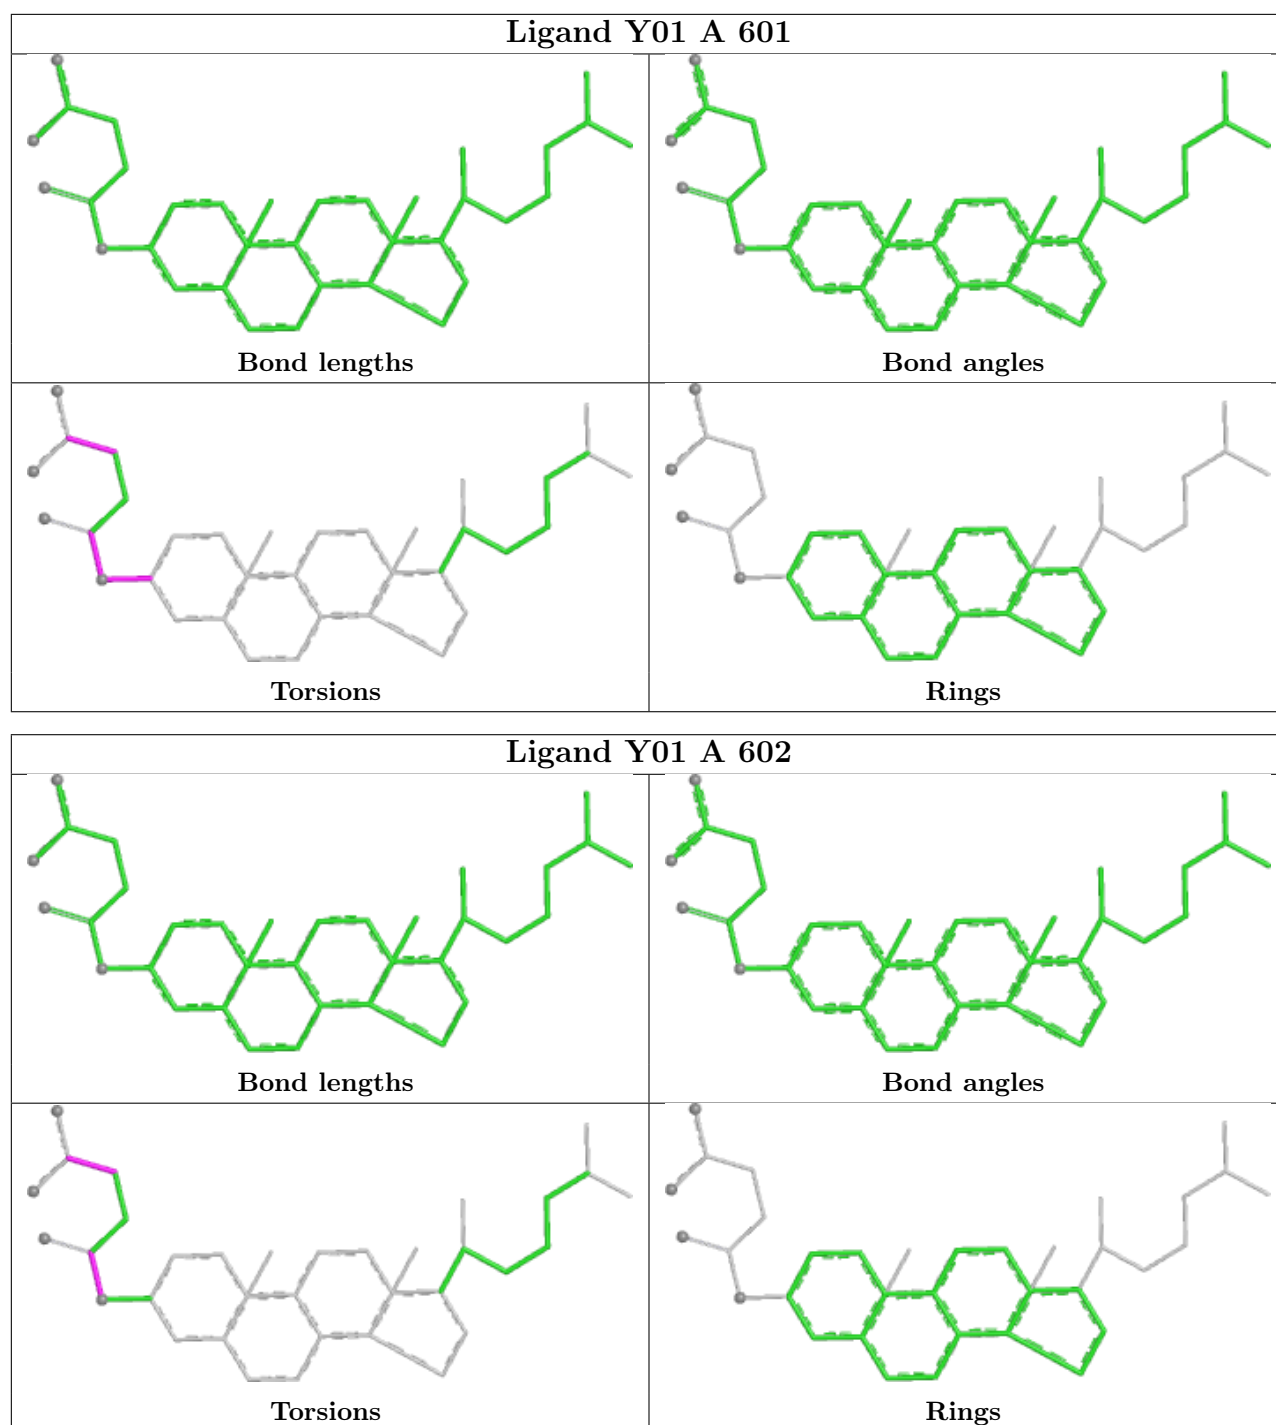 Ligand Y01 A 601
Bond lengths
Bond angles
Torsions
Rings
Ligand Y01 A 602
Bond lengths
Bond angles
Torsions
Rings